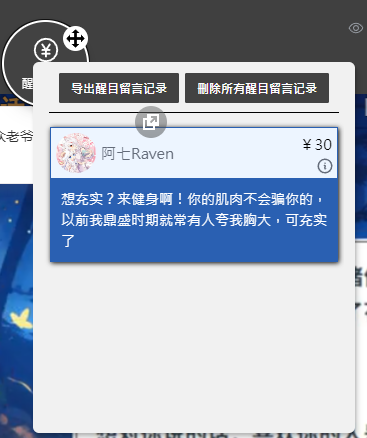 ¥
醒
导出醒目留言记录 刪除所有醒目留言记录
众老爷
阿七Raven
¥ 30
想充实？来健身啊！你的肌肉不会骗你的，
以前我鼎盛时期就常有人夸我胸大，可充实
了